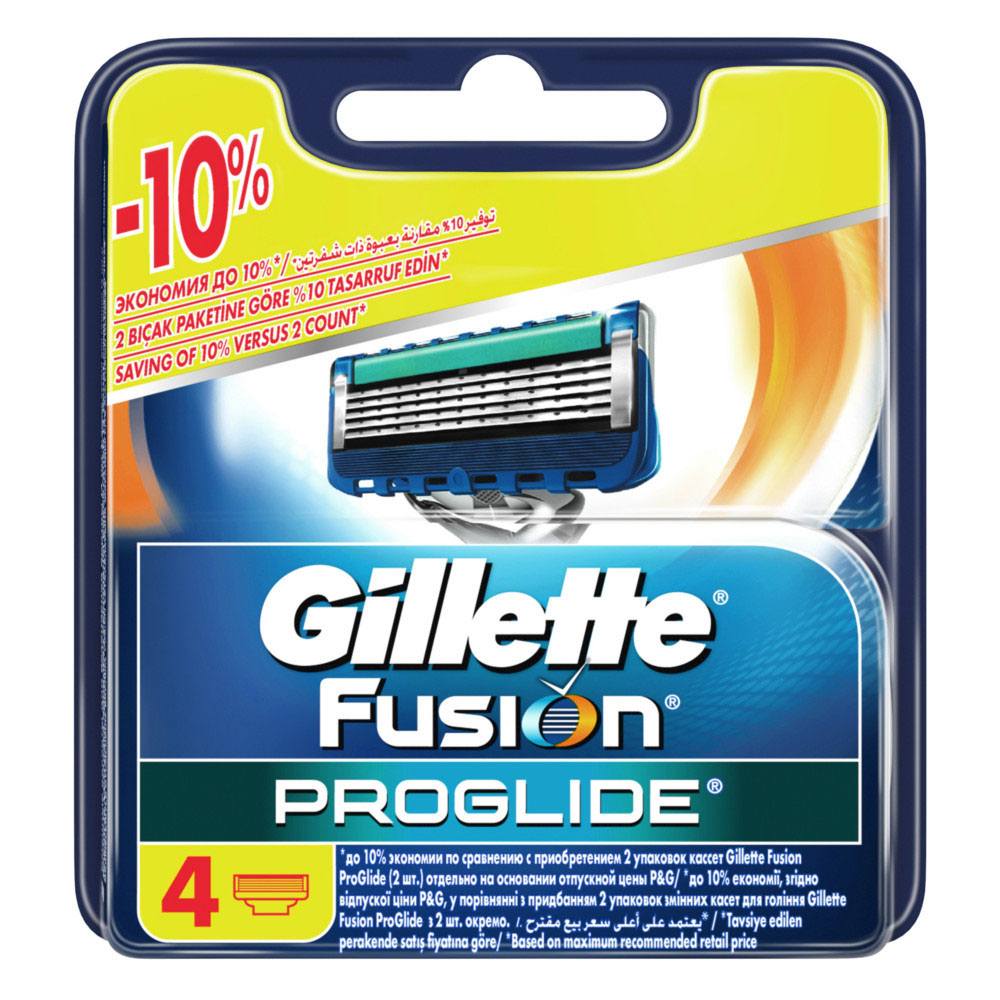 -10%
ЭКОНОМИЯ ДО 10%*/ توفير 10% مقارنة بعبوة ذات شفرتين*
2 BIÇAK PAKETİNE GÖRE %10 TASARRUF EDİN*
SAVING OF 10% VERSUS 2 COUNT*
Gillette®
Fusion®
PROGLIDE®
4
*до 10% экономии по сравнению с приобретением 2 упаковок кассет Gillette Fusion
ProGlide (2 шт.) отдельно на основании отпускной цены P&G/ *до 10% економії, згідно
відпускної ціни P&G, у порівнянні з придбанням 2 упаковок змінних касет для гоління Gillette
Fusion ProGlide з 2 шт. окремо. /. يعتمد على أعلى سعر بيع مقترح* / *Tavsiye edilen
perakende satış fiyatına göre/ *Based on maximum recommended retail price